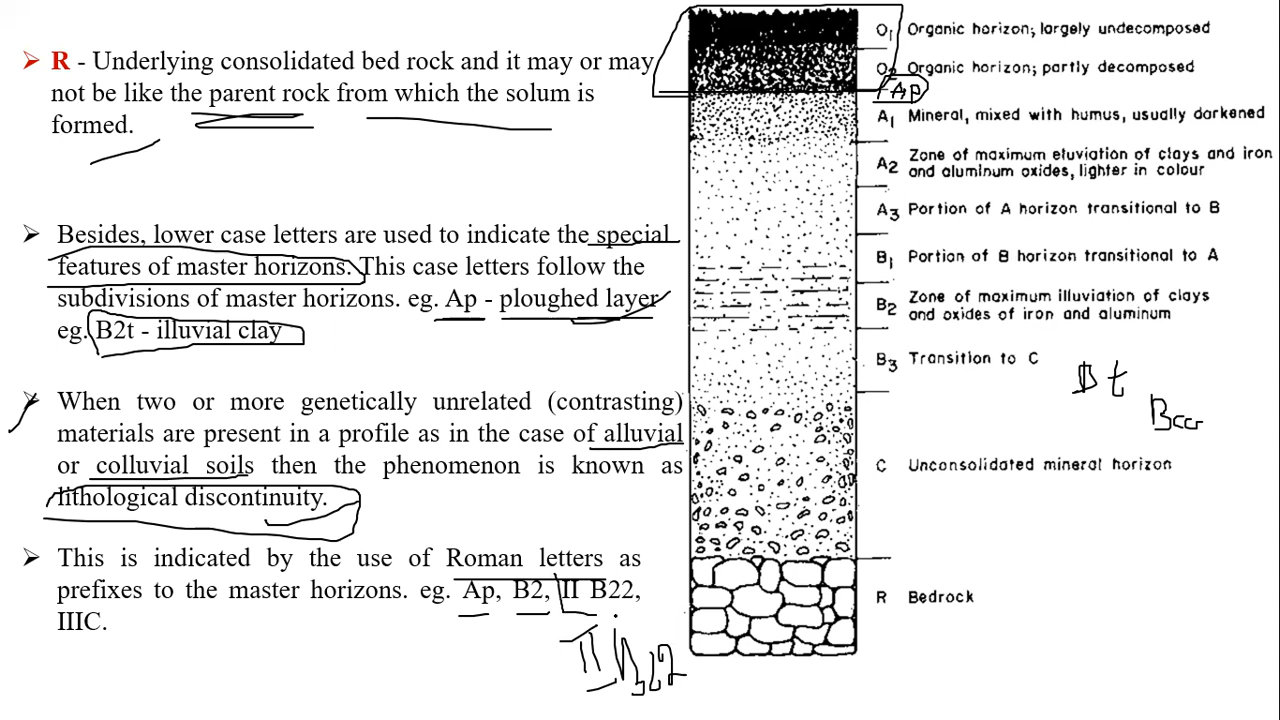 ➢ R - Underlying consolidated bed rock and it may or may
not be like the parent rock from which the solum is
formed.
➢ Besides, lower case letters are used to indicate the special
features of master horizons. This case letters follow the
subdivisions of master horizons. eg. Ap - ploughed layer
eg. B2t - illuvial clay
➢ When two or more genetically unrelated (contrasting)
materials are present in a profile as in the case of alluvial
or colluvial soils then the phenomenon is known as
lithological discontinuity.
➢ This is indicated by the use of Roman letters as
prefixes to the master horizons. eg. Ap, B2, II B22,
IIIC.
II B22
O1 Organic horizon; largely undecomposed
O2 Organic horizon; partly decomposed
AP
A1 Mineral, mixed with humus, usually darkened
A2 Zone of maximum eluviation of clays and iron
and aluminum oxides, lighter in colour
A3 Portion of A horizon transitional to B
B1 Portion of B horizon transitional to A
B2 Zone of maximum illuviation of clays
and oxides of iron and aluminum
B3 Transition to C
Bt
C Unconsolidated mineral horizon
R Bedrock